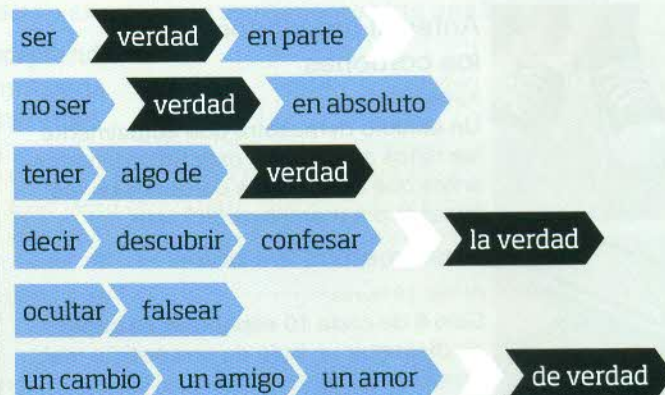 ser verdad en parte
no ser verdad en absoluto
tener algo de verdad
decir descubrir confesar la verdad
ocultar falsear
un cambio un amigo un amor de verdad